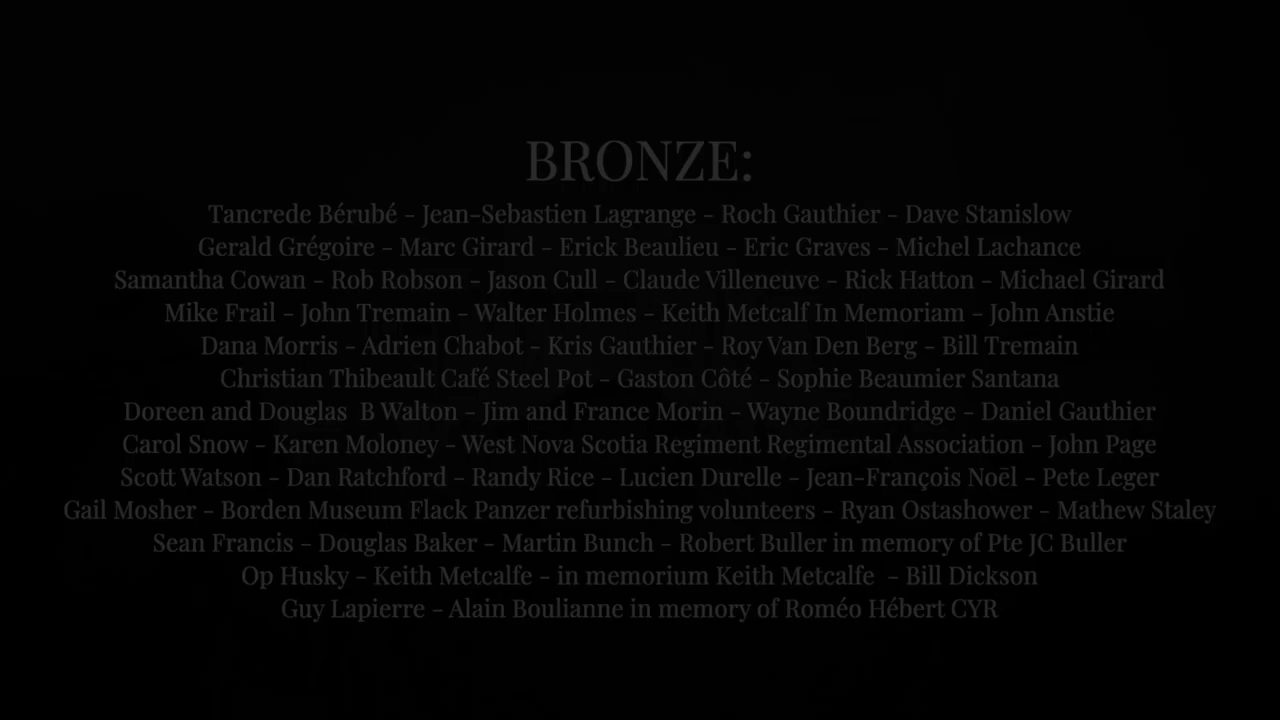 BRONZE:
Tancrede Bérubé - Jean-Sebastien Lagrange - Roch Gauthier - Dave Stanislow
Gerald Grégoire - Marc Girard - Erick Beaulieu - Eric Graves - Michel Lachance
Samantha Cowan - Rob Robson - Jason Cull - Claude Villeneuve - Rick Hatton - Michael Girard
Mike Frail - John Tremain - Walter Holmes - Keith Metcalf In Memoriam - John Anstie
Dana Morris - Adrien Chabot - Kris Gauthier - Roy Van Den Berg - Bill Tremain
Christian Thibeault Café Steel Pot - Gaston Côté - Sophie Beaumier Santana
Doreen and Douglas  B Walton - Jim and France Morin - Wayne Boundridge - Daniel Gauthier
Carol Snow - Karen Moloney - West Nova Scotia Regiment Regimental Association - John Page
Scott Watson - Dan Ratchford - Randy Rice - Lucien Durelle - Jean-François Noēl - Pete Leger
Gail Mosher - Borden Museum Flack Panzer refurbishing volunteers - Ryan Ostashower - Mathew Staley
Sean Francis - Douglas Baker - Martin Bunch - Robert Buller in memory of Pte JC Buller
Op Husky - Keith Metcalfe - in memorium Keith Metcalfe  - Bill Dickson
Guy Lapierre - Alain Boulianne in memory of Roméo Hébert CYR